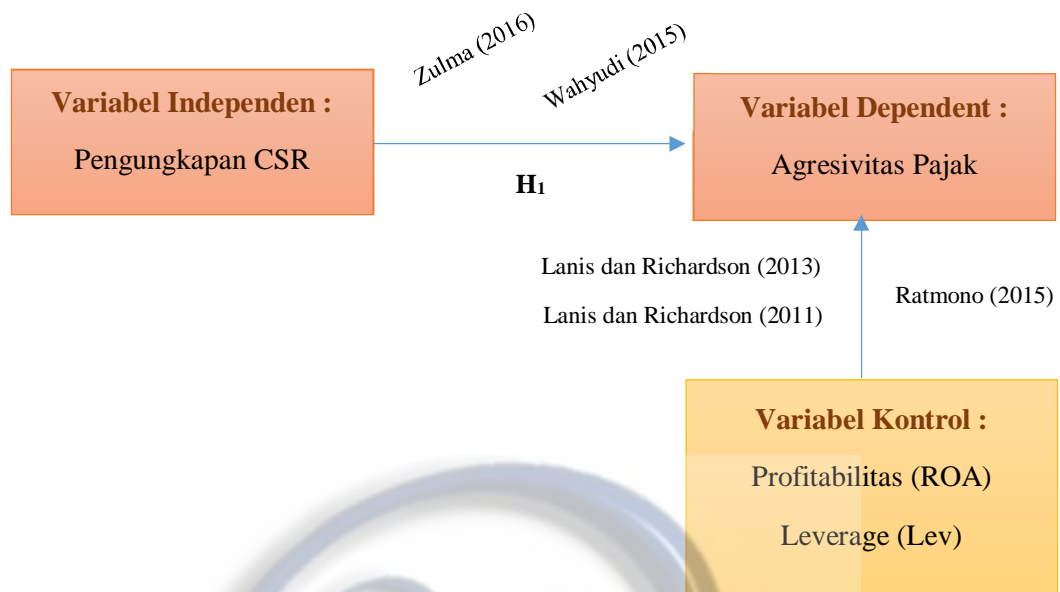 Zulma (2016)
Wahyudi (2015)
Variabel Independen :
Pengungkapan CSR
Variabel Dependent :
Agresivitas Pajak
H1
Lanis dan Richardson (2013)
Lanis dan Richardson (2011)
Ratmono (2015)
Variabel Kontrol :
Profitabilitas (ROA)
Leverage (Lev)